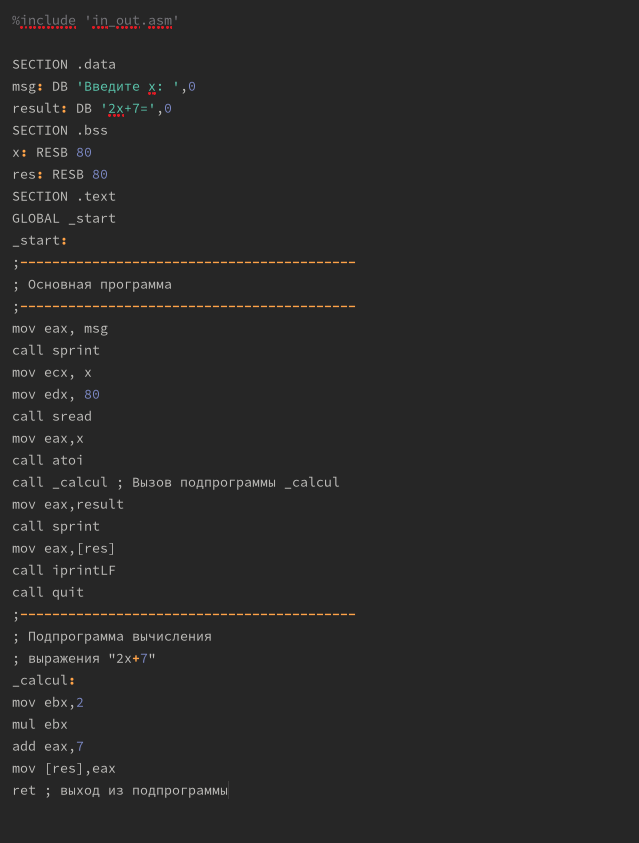 %include 'in_out.asm'
SECTION .data
msg: DB 'Введите x: ',0
result: DB '2x+7=',0
SECTION .bss
x: RESB 80
res: RESB 80
SECTION .text
GLOBAL _start
_start:
;------------------------------------------
; Основная программа
;------------------------------------------
mov eax, msg
call sprint
mov ecx, x
mov edx, 80
call sread
mov eax,x
call atoi
call _calcul ; Вызов подпрограммы _calcul
mov eax,result
call sprint
mov eax,[res]
call iprintLF
call quit
;------------------------------------------
; Подпрограмма вычисления
; выражения "2x+7"
_calcul:
mov ebx,2
mul ebx
add eax,7
mov [res],eax
ret ; выход из подпрограммы